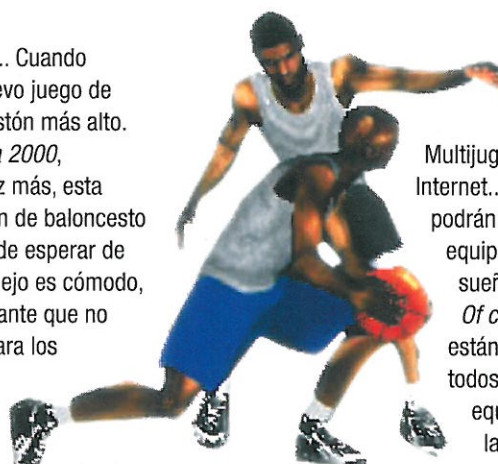 .. Cuando
evo juego de
stón más alto.
a 2000,
z más, esta
n de baloncesto
de esperar de
ejo es cómodo,
ante que no
ara los
Multijug
Internet..
podrán
equip
sueñ
Of c
están
todos
equ
la